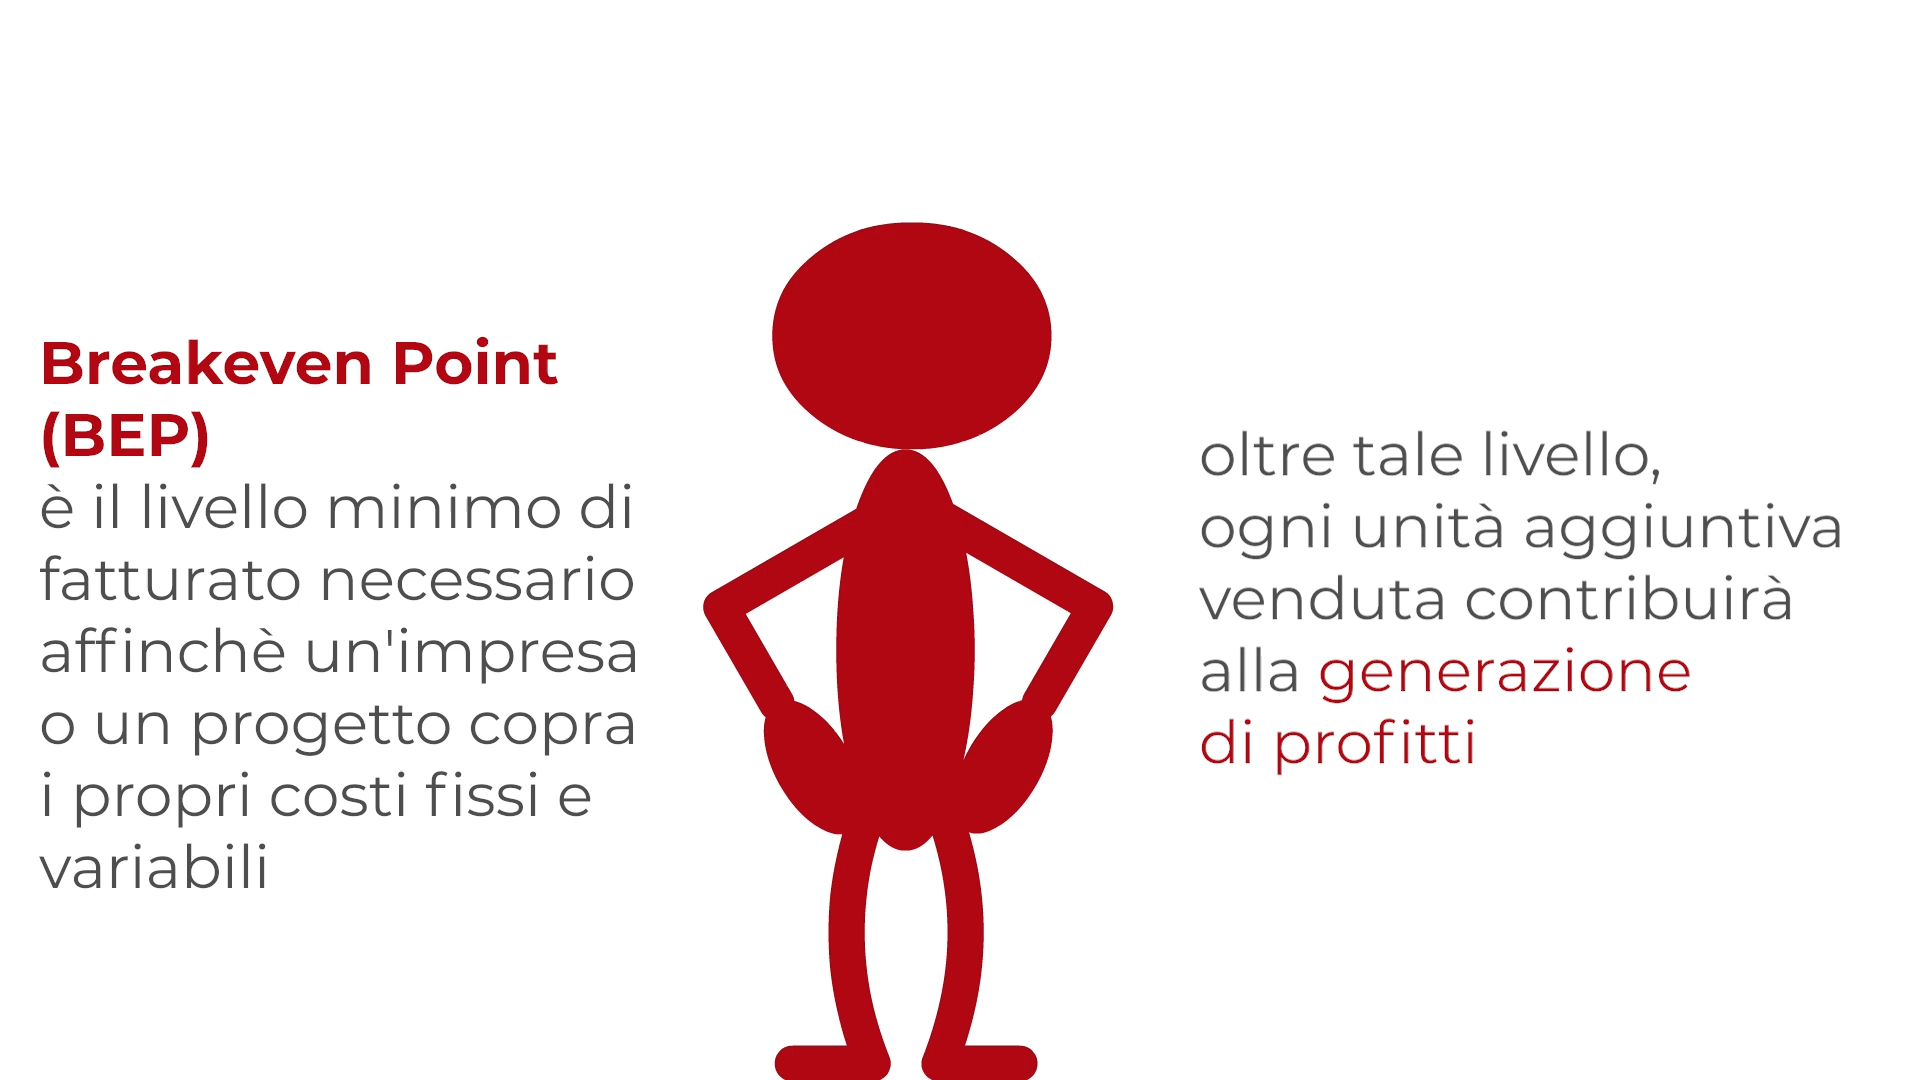 Breakeven Point
(BEP)
è il livello minimo di
fatturato necessario
affinchè un'impresa
o un progetto copra
i propri costi fissi e
variabili
oltre tale livello,
ogni unità aggiuntiva
venduta contribuirà
alla generazione
di profitti